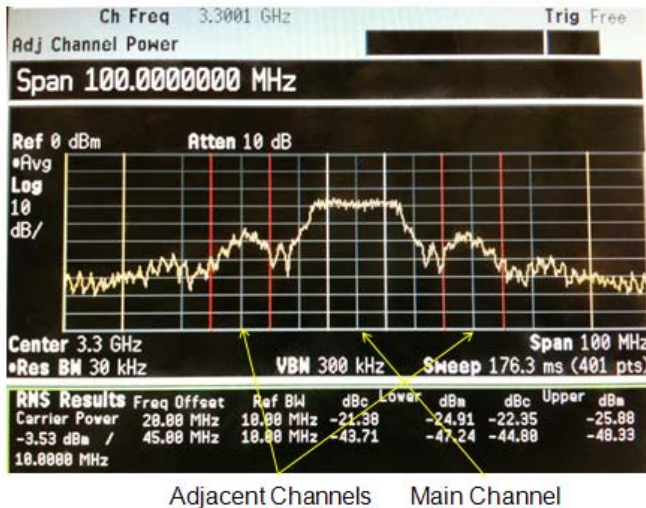 Ch Freq 3.3001 GHz Trig Free
Adj Channel Power
Span 100.0000000 MHz
Ref 0 dBm Atten 10 dB
•Avg
Log
10
dB/
Center 3.3 GHz Span 100 MHz
•Res BW 30 kHz VBW 300 kHz Sweep 176.3 ms (401 pts)
RMS Results Freq Offset Ref BW dBc Lower dBm dBc Upper dBm
Carrier Power 20.00 MHz 10.00 MHz -21.38 -24.91 -22.35 -25.88
-3.53 dBm / 45.00 MHz 10.00 MHz -43.71 -47.24 -44.80 -48.33
10.0000 MHz
Adjacent Channels Main Channel